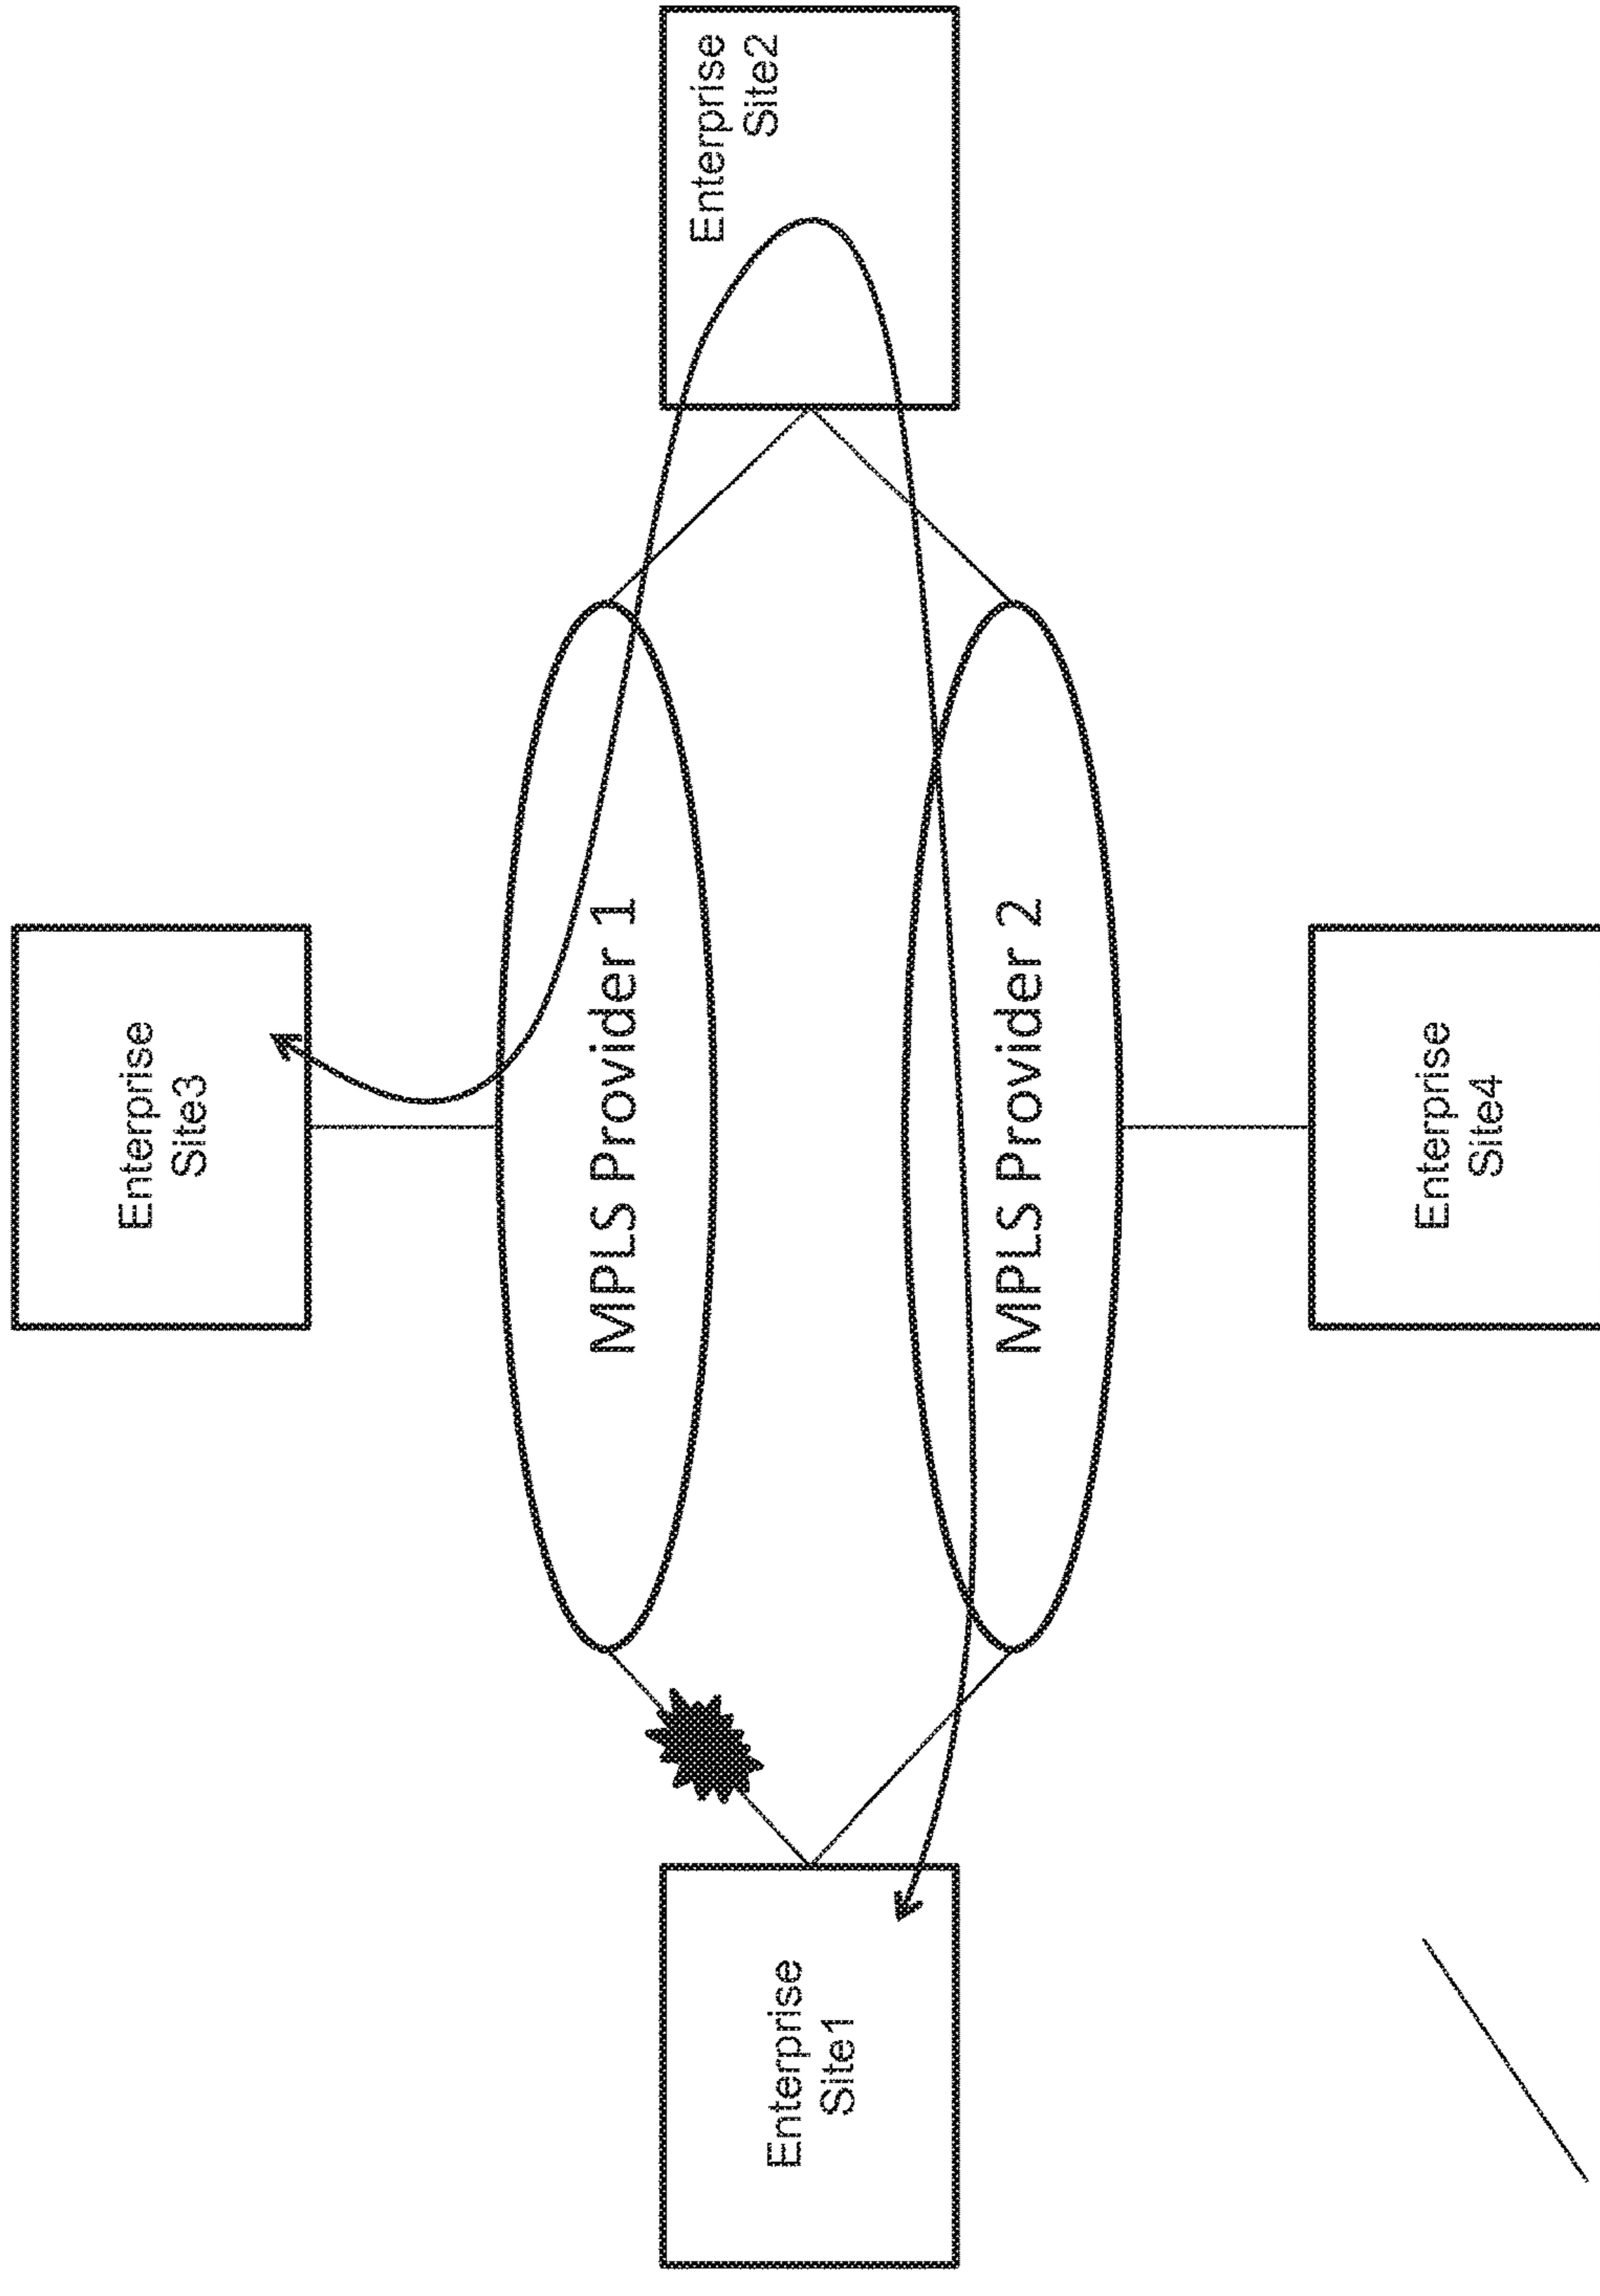 Enterprise
Site3
Enterprise
Site1
MPLS Provider 1
Enterprise
Site2
MPLS Provider 2
Enterprise
Site4